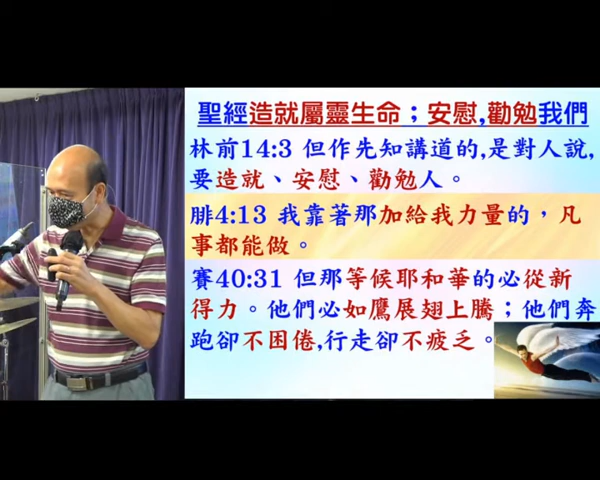 聖經造就屬靈生命；安慰,勸勉我們
林前14:3 但作先知講道的,是對人說,
要造就、安慰、勸勉人。
腓4:13 我靠著那加給我力量的，凡
事都能做。
賽40:31 但那等候耶和華的必從新
得力。他們必如鷹展翅上騰；他們奔
跑卻不困倦,行走卻不疲乏。